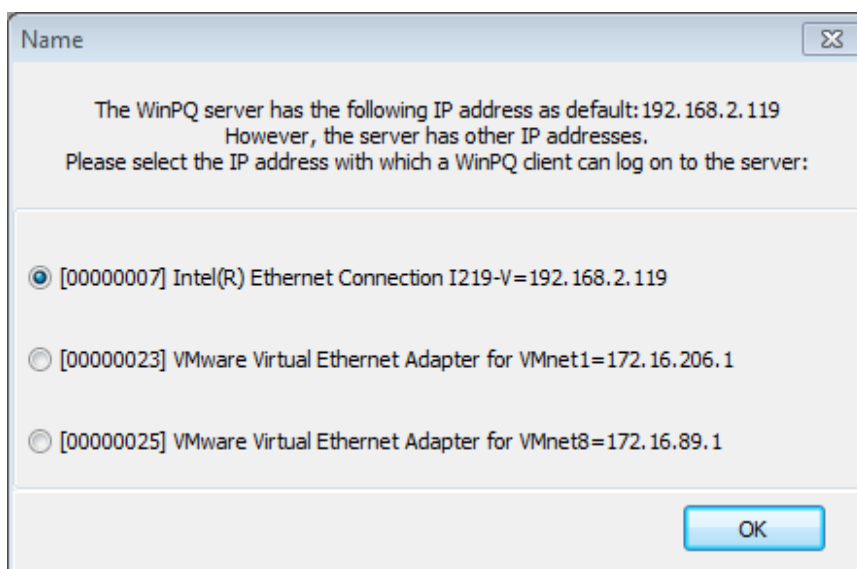 Name
The WinPQ server has the following IP address as default:192.168.2.119
However, the server has other IP addresses.
Please select the IP address with which a WinPQ client can log on to the server:
[00000007] Intel(R) Ethernet Connection I219-V=192.168.2.119
[00000023] VMware Virtual Ethernet Adapter for VMnet1=172.16.206.1
[00000025] VMware Virtual Ethernet Adapter for VMnet8=172.16.89.1
OK